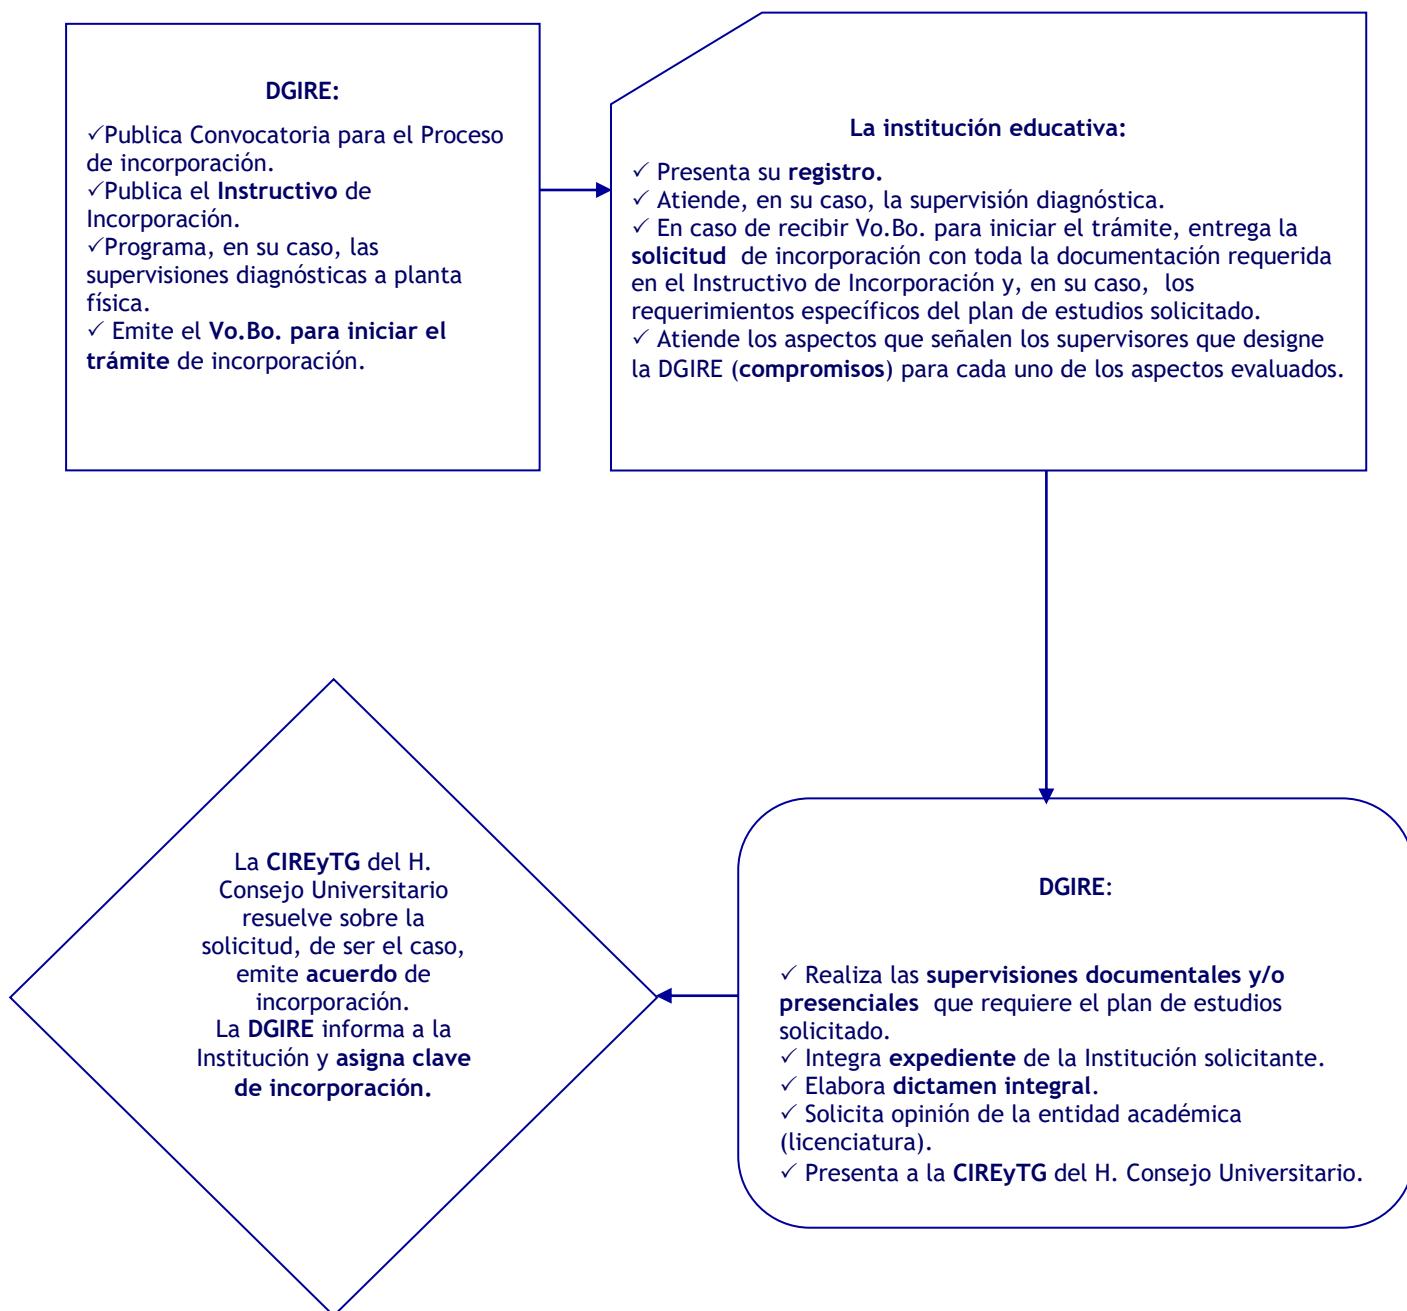 DGIRE:
✓Publica Convocatoria para el Proceso
de incorporación.
✓Publica el Instructivo de
Incorporación.
✓Programa, en su caso, las
supervisiones diagnósticas a planta
física.
✓ Emite el Vo.Bo. para iniciar el
trámite de incorporación.
La institución educativa:
✓ Presenta su registro.
✓ Atiende, en su caso, la supervisión diagnóstica.
✓ En caso de recibir Vo.Bo. para iniciar el trámite, entrega la
solicitud de incorporación con toda la documentación requerida
en el Instructivo de Incorporación y, en su caso, los
requerimientos específicos del plan de estudios solicitado.
✓ Atiende los aspectos que señalen los supervisores que designe
la DGIRE (compromisos) para cada uno de los aspectos evaluados.
DGIRE:
✓ Realiza las supervisiones documentales y/o
presenciales que requiere el plan de estudios
solicitado.
✓ Integra expediente de la Institución solicitante.
✓ Elabora dictamen integral.
✓ Solicita opinión de la entidad académica
(licenciatura).
✓ Presenta a la CIREyTG del H. Consejo Universitario.
La CIREyTG del H.
Consejo Universitario
resuelve sobre la
solicitud, de ser el caso,
emite acuerdo de
incorporación.
La DGIRE informa a la
Institución y asigna clave
de incorporación.